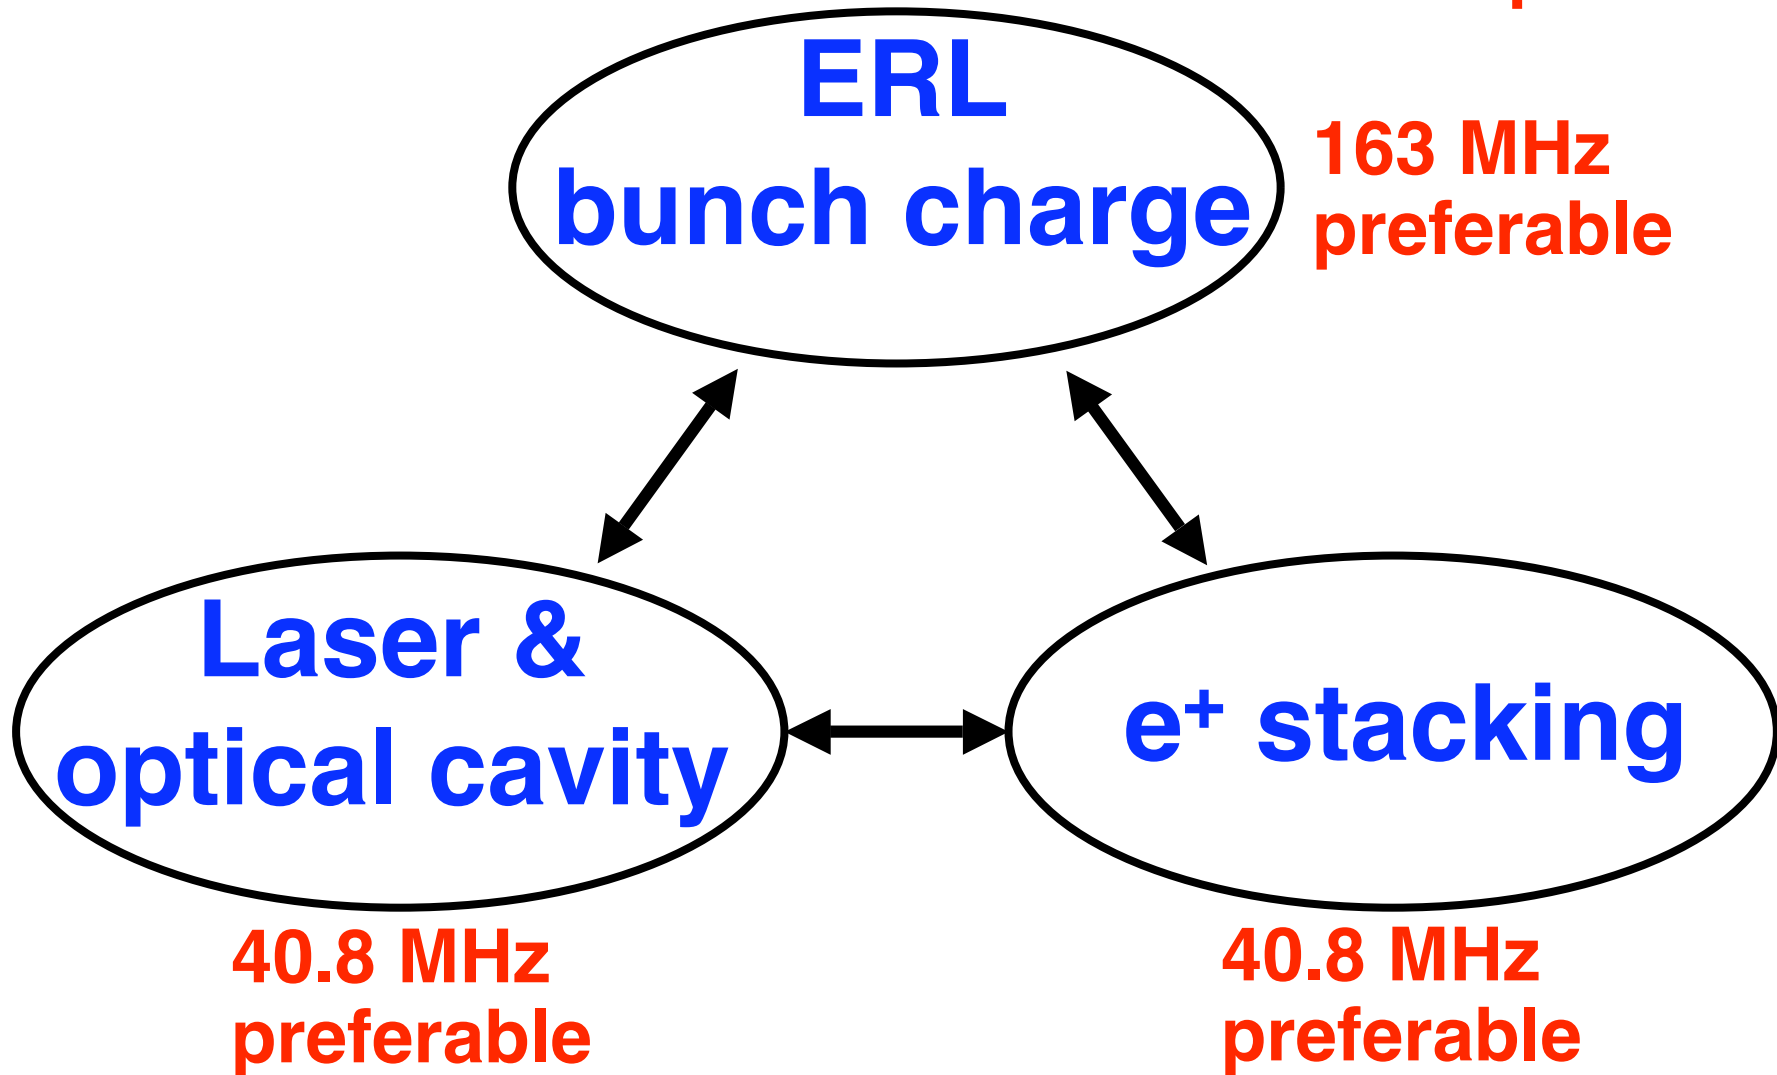 ERL
bunch charge
163 MHz
preferable
Laser &
optical cavity
e⁺ stacking
40.8 MHz
preferable
40.8 MHz
preferable